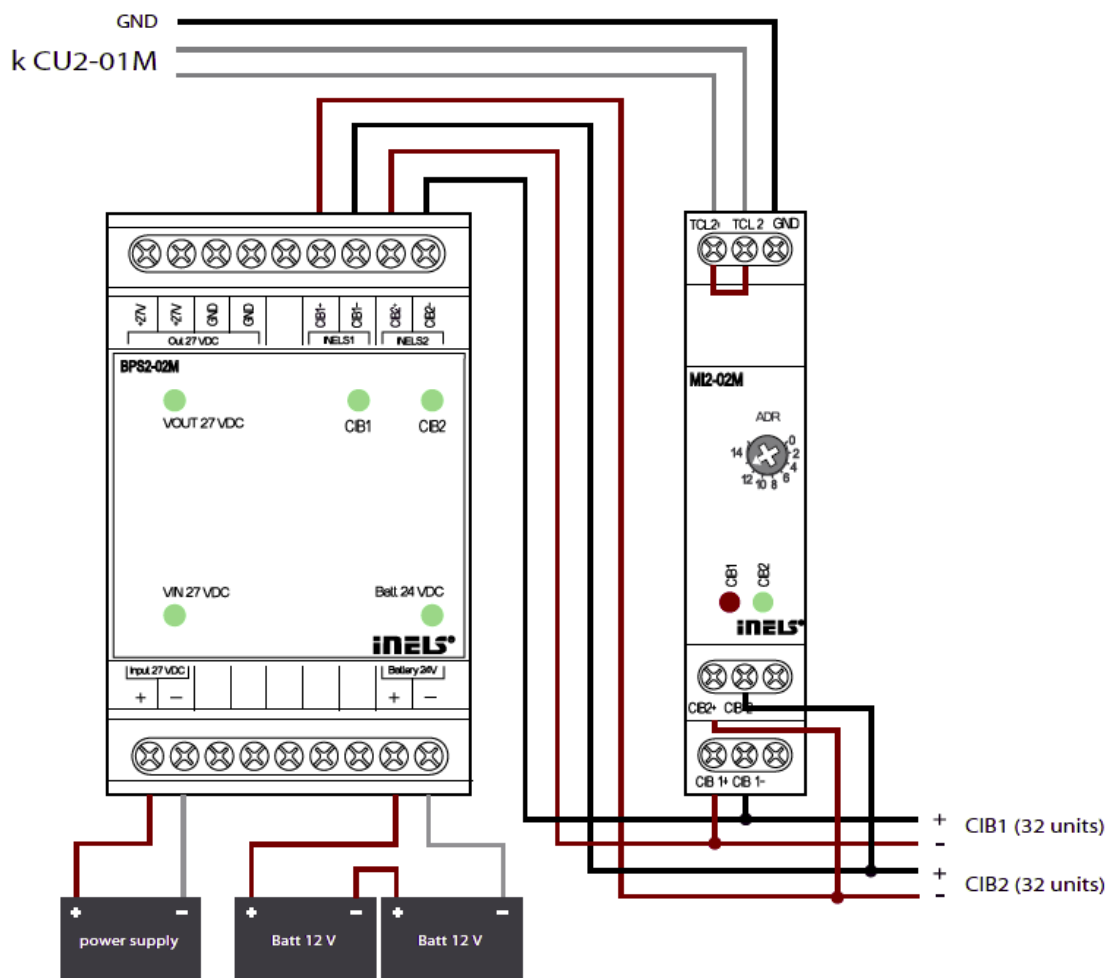 GND
k CU2-01M
TCL2+ TCL 2 GND
+27V +27V GND GND CIB1+ CIB1- CIB2+ CIB2-
Out 27 VDC INELS1 INELS2
BPS2-02M
VOUT 27 VDC CIB1 CIB2
VIN 27 VDC Batt 24 VDC
iNELS
Input 27 VDC Battery 24V
+ − + −
MI2-02M
ADR
0
2
4
6
8
10
12
14
CIB1 CIB2
iNELS
CIB2+
CIB 1+ CIB 1-
+ CIB1 (32 units)
-
+ CIB2 (32 units)
-
+ − + − + −
power supply Batt 12 V Batt 12 V